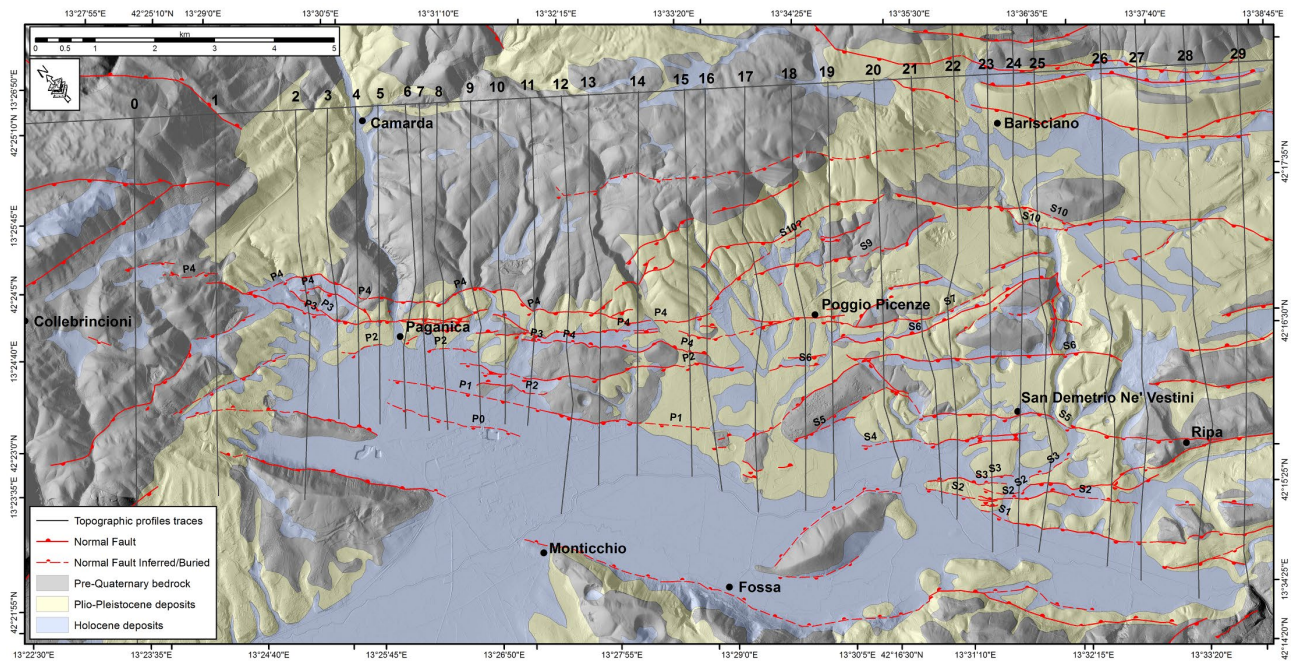 13°27'55"E 42°25'10"N 13°29'0"E 13°30'5"E 13°31'10"E 13°32'15"E 13°33'20"E 13°34'25"E 13°35'30"E 13°36'35"E 13°37'40"E 13°38'45"E
km
0 0.5 1 2 3 4 5
N
0 1 2 3 4 5 6 7 8 9 10 11 12 13 14 15 16 17 18 19 20 21 22 23 24 25 26 27 28 29
13°26'50"E
42°25'10"N
13°25'45"E
42°24'5"N
13°24'40"E
42°23'0"N
13°23'35"E
42°21'55"N
Camarda
Barisciano
42°17'35"N
S10 S10
S10?
S9
P4 P4 P4 P4 P4
P3 P3
S7
Collebrincioni
Paganica
Poggio Picenze
42°16'30"N
P4 P4
P3 P4
S6
P2 P2
P4
P2
S6
S6
P1 P2
San Demetrio Ne' Vestini
P0
P1
S5
S5
S4
Ripa
S3 S3 S3
S2 S2 S2 S2
S1
42°15'25"N
Monticchio
Fossa
13°34'25"E
42°14'20"N
Topographic profiles traces
Normal Fault
Normal Fault Inferred/Buried
Pre-Quaternary bedrock
Plio-Pleistocene deposits
Holocene deposits
13°22'30"E 13°23'35"E 13°24'40"E 13°25'45"E 13°26'0"E 13°27'55"E 13°29'0"E 13°30'5"E 42°16'30"N 13°31'10"E 13°32'15"E 13°33'20"E